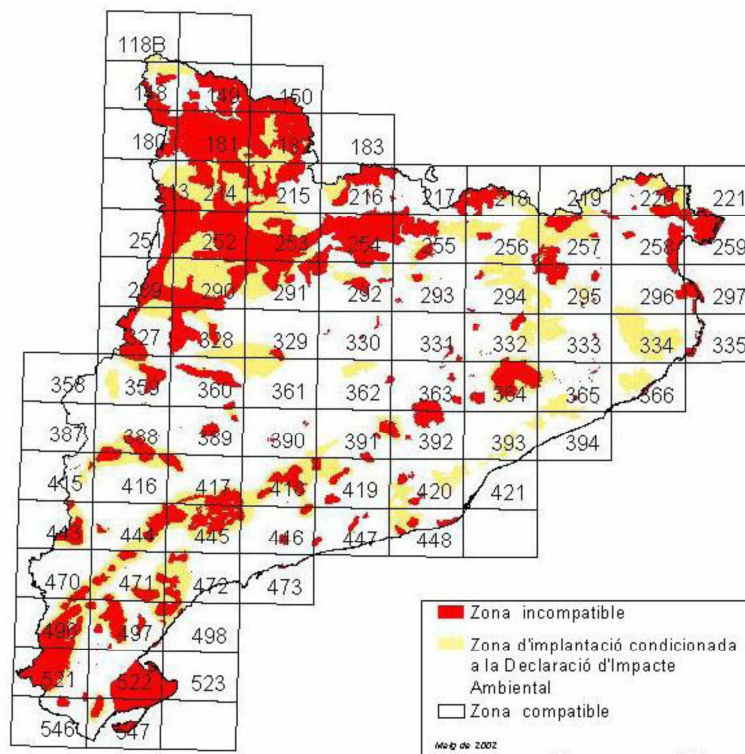 118B
148 149 150
180 181 182 183
213 214 215 216 217 218 219 220 221
251 252 253 254 255 256 257 258 259
289 290 291 292 293 294 295 296 297
327 328 329 330 331 332 333 334 335
358 359 360 361 362 363 364 365 366
387 388 389 390 391 392 393 394
415 416 417 418 419 420 421
443 444 445 446 447 448
470 471 472 473
496 497 498
521 522 523
546 547
Zona incompatible
Zona d'implantació condicionada
a la Declaració d'Impacte
Ambiental
Zona compatible
Maig de 2002